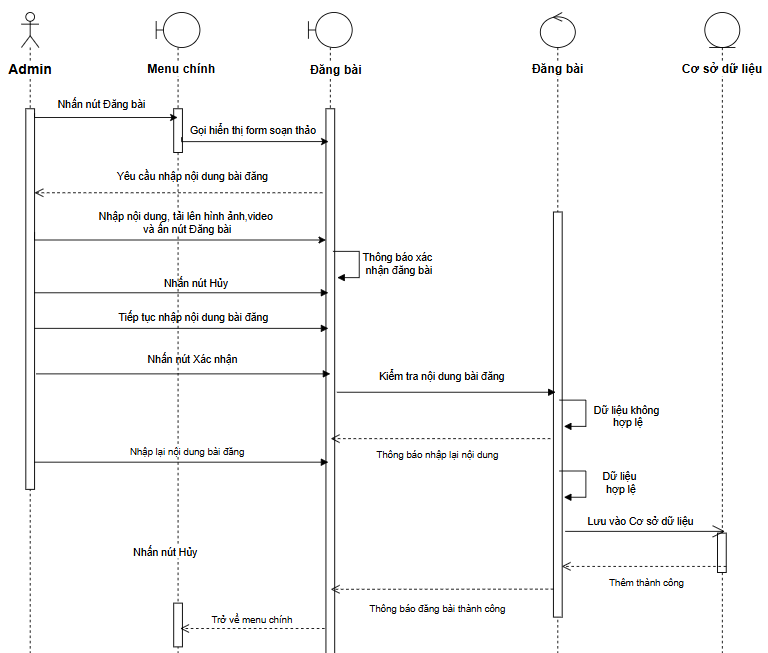 Admin
Menu chính
Đăng bài
Đăng bài
Cơ sở dữ liệu
Nhấn nút Đăng bài
Gọi hiển thị form soạn thảo
Yêu cầu nhập nội dung bài đăng
Nhập nội dung, tải lên hình ảnh,video
và ấn nút Đăng bài
Thông báo xác
nhận đăng bài
Nhấn nút Hủy
Tiếp tục nhập nội dung bài đăng
Nhấn nút Xác nhận
Kiểm tra nội dung bài đăng
Dữ liệu không
hợp lệ
Nhập lại nội dung bài đăng
Thông báo nhập lại nội dung
Dữ liệu
hợp lệ
Lưu vào Cơ sở dữ liệu
Nhấn nút Hủy
Thêm thành công
Thông báo đăng bài thành công
Trở về menu chính